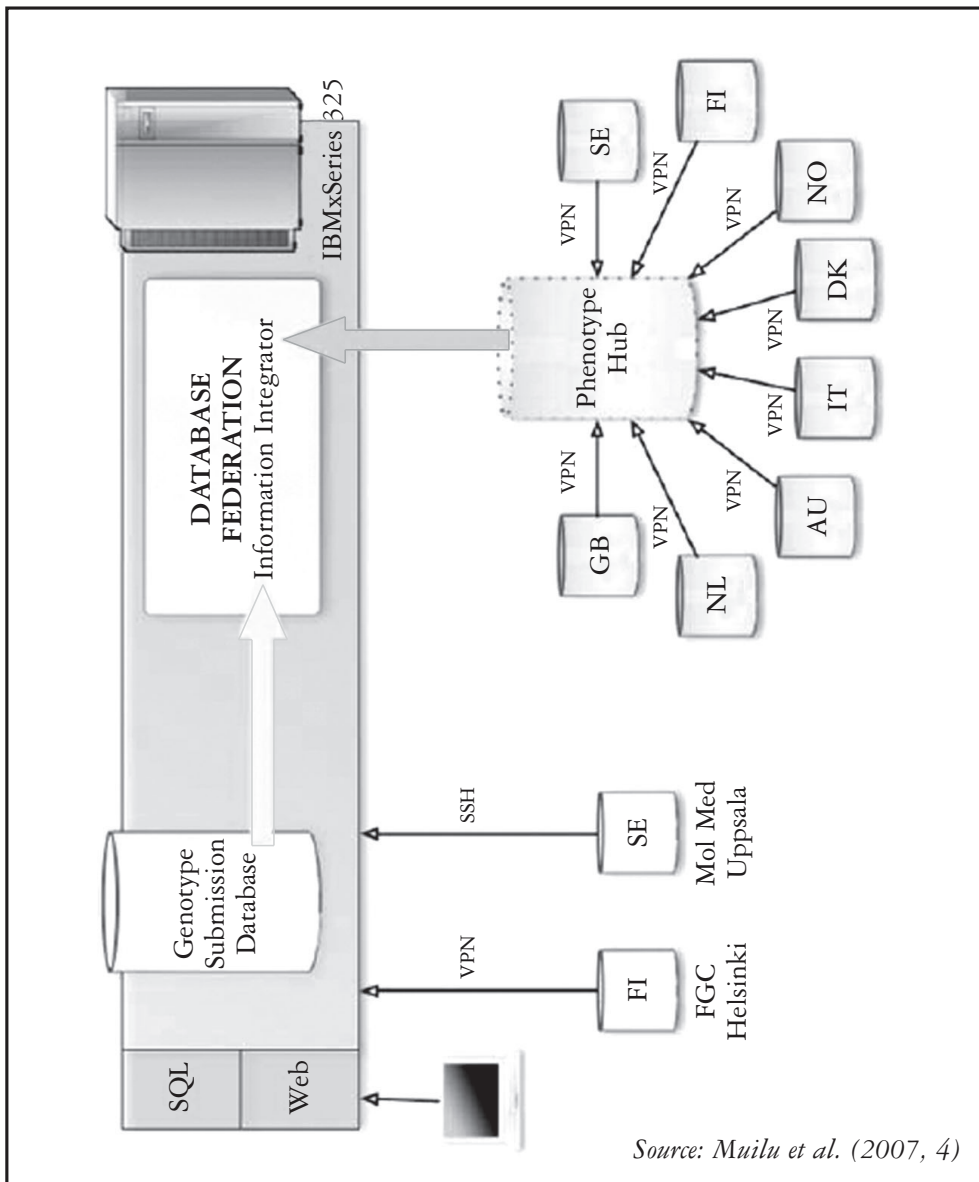 SQL
Web
Genotype
Submission
Database
DATABASE
FEDERATION
Information Integrator
IBMxSeries 325
VPN
SSH
FI
FGC
Helsinki
SE
Mol Med
Uppsala
Phenotype
Hub
GB
VPN
NL
VPN
AU
VPN
IT
VPN
DK
VPN
NO
VPN
FI
VPN
SE
VPN
Source: Muilu et al. (2007, 4)